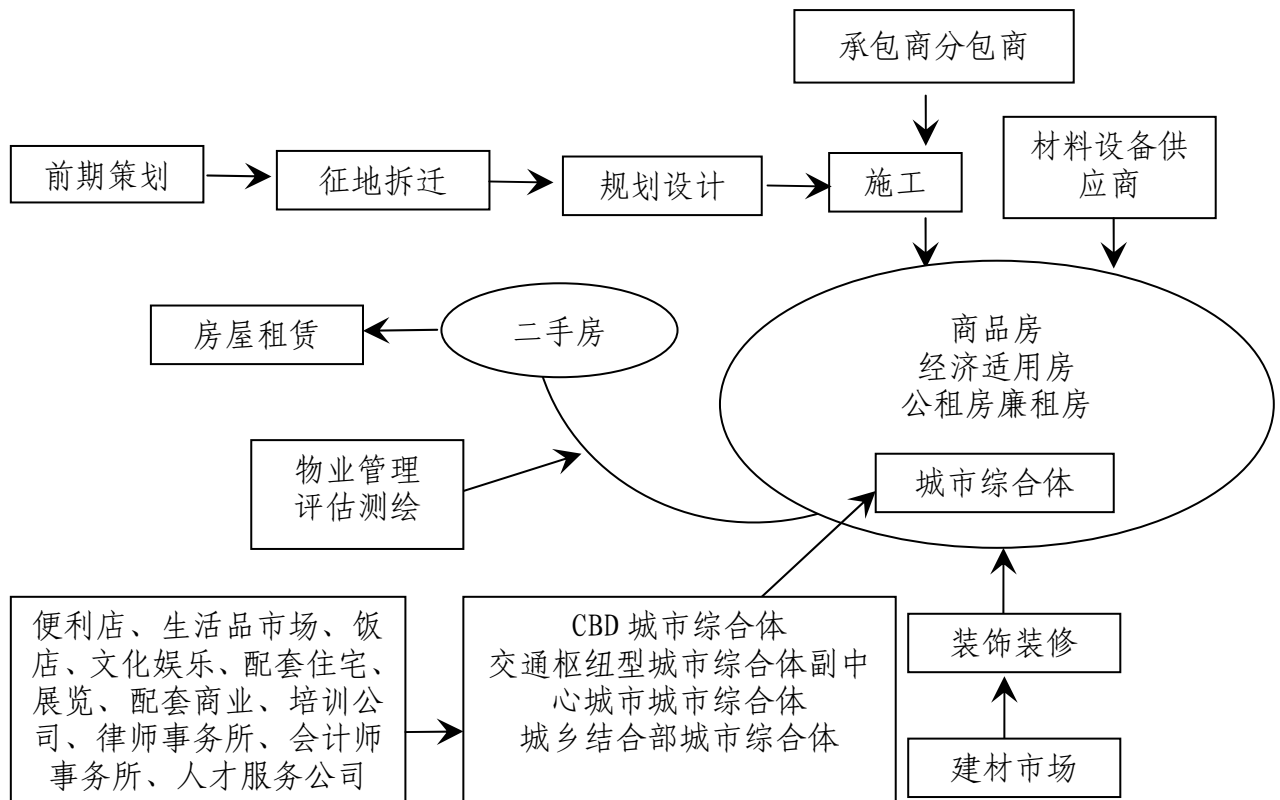 承包商分包商
前期策划
征地拆迁
规划设计
施工
材料设备供
应商
房屋租赁
二手房
商品房
经济适用房
公租房廉租房
城市综合体
物业管理
评估测绘
便利店、生活品市场、饭
店、文化娱乐、配套住宅、
展览、配套商业、培训公
司、律师事务所、会计师
事务所、人才服务公司
CBD 城市综合体
交通枢纽型城市综合体副中
心城市城市综合体
城乡结合部城市综合体
装饰装修
建材市场